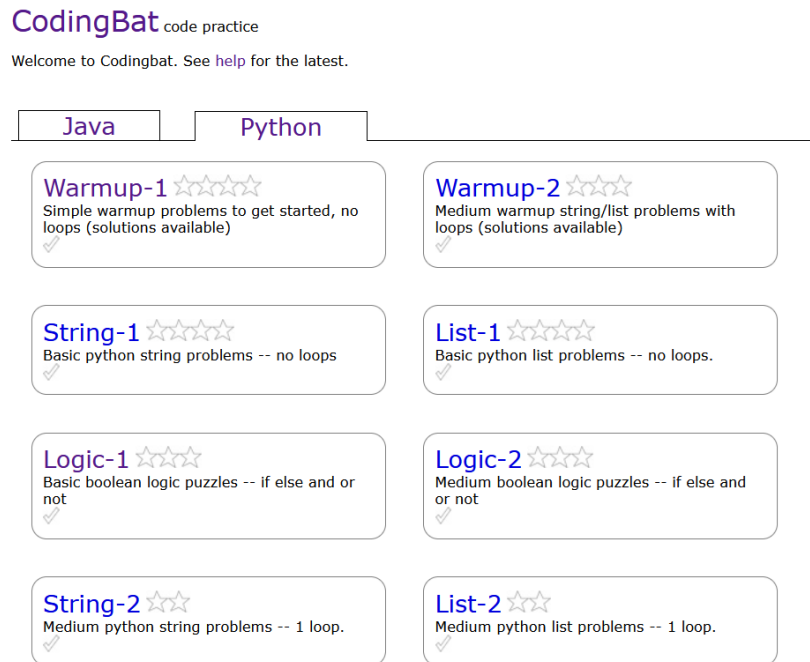 CodingBat code practice
Welcome to Codingbat. See help for the latest.
Java
Python
Warmup-1
Simple warmup problems to get started, no
loops (solutions available)
Warmup-2
Medium warmup string/list problems with
loops (solutions available)
String-1
Basic python string problems -- no loops
List-1
Basic python list problems -- no loops.
Logic-1
Basic boolean logic puzzles -- if else and or
not
Logic-2
Medium boolean logic puzzles -- if else and
or not
String-2
Medium python string problems -- 1 loop.
List-2
Medium python list problems -- 1 loop.